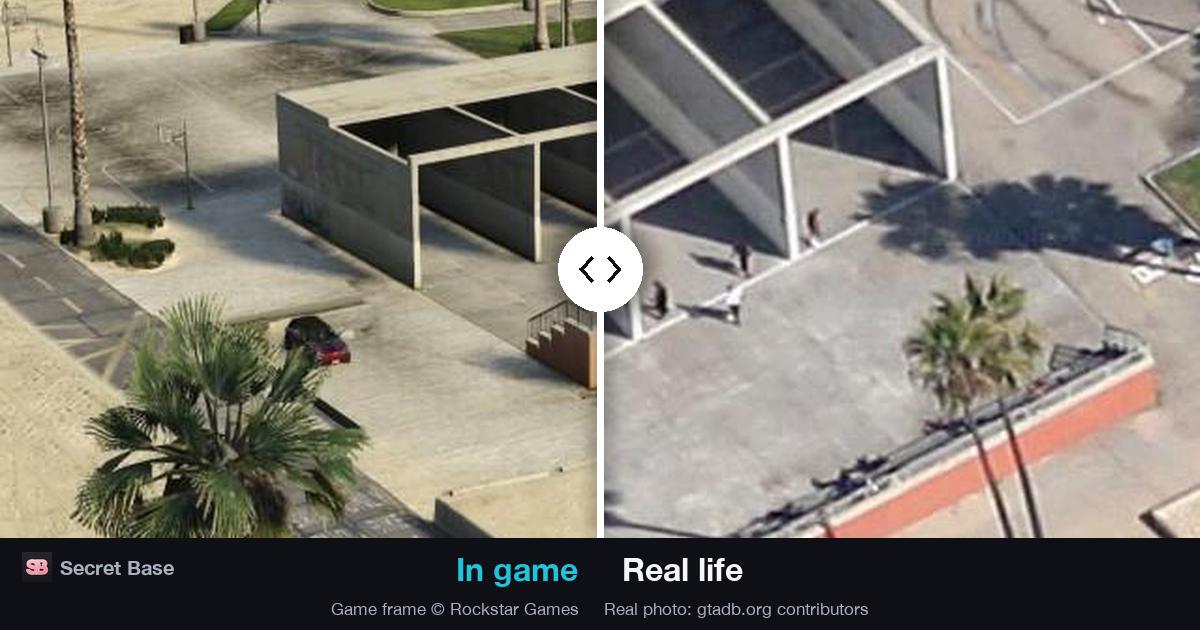 SB Secret Base
In game
Real life
Game frame © Rockstar Games
Real photo: gtadb.org contributors